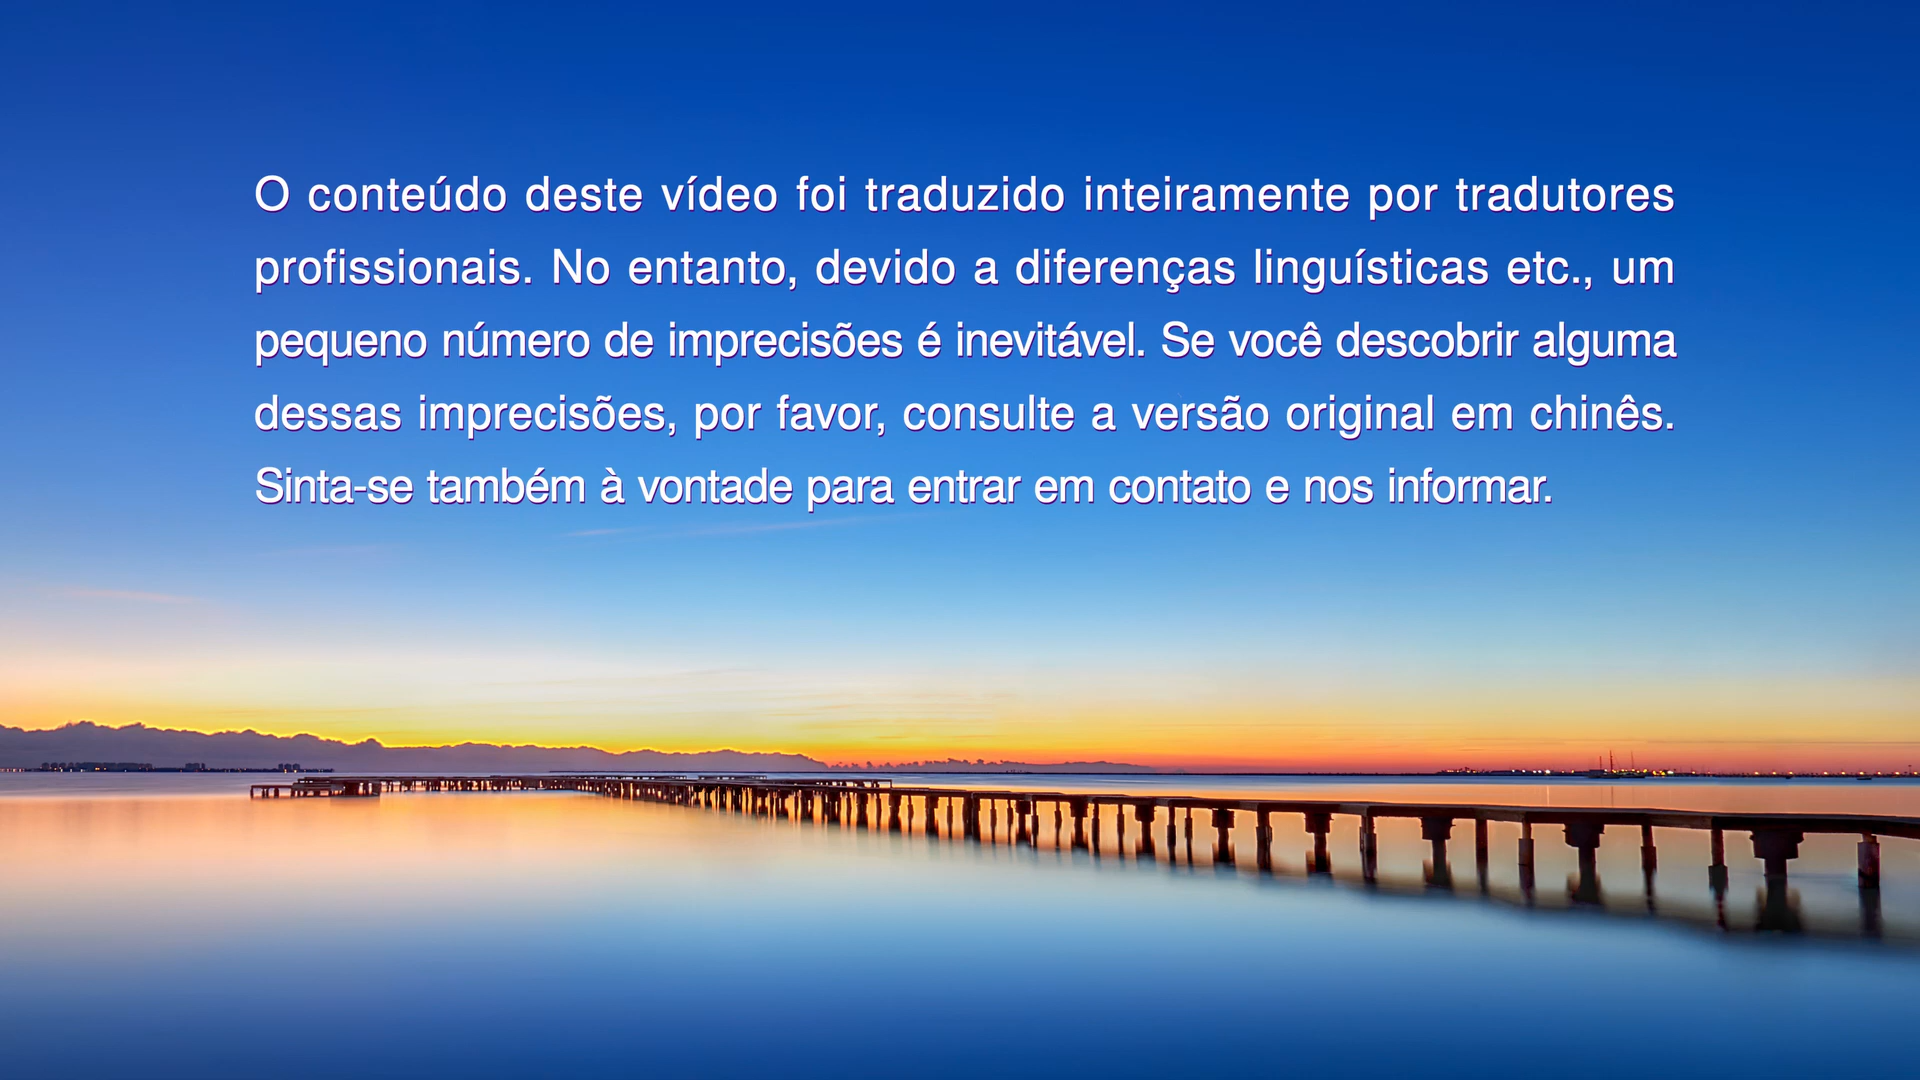 O conteúdo deste vídeo foi traduzido inteiramente por tradutores
profissionais. No entanto, devido a diferenças linguísticas etc., um
pequeno número de imprecisões é inevitável. Se você descobrir alguma
dessas imprecisões, por favor, consulte a versão original em chinês.
Sinta-se também à vontade para entrar em contato e nos informar.